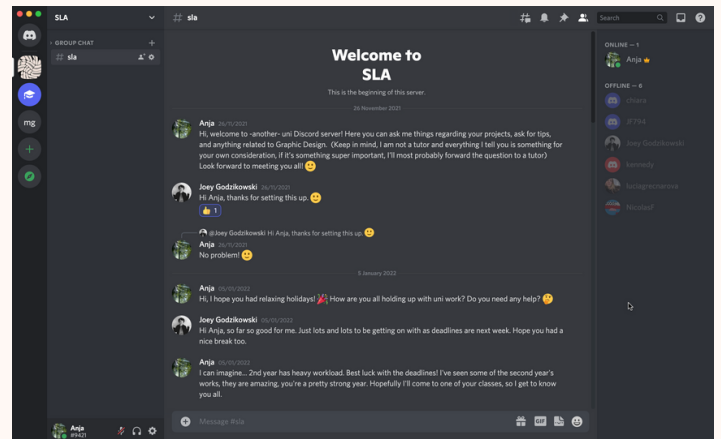 SLA
# sla
Search
GROUP CHAT
sla
mg
Welcome to
SLA
This is the beginning of this server.
26 November 2021
Anja 26/11/2021
Hi, welcome to -another- uni Discord server! Here you can ask me things regarding your projects, ask for tips,
and anything related to Graphic Design. (Keep in mind, I am not a tutor and everything I tell you is something for
your own consideration, if it's something super important, I'll most probably forward the question to a tutor)
Look forward to meeting you all! 🙂
Joey Godzikowski 26/11/2021
Hi Anja, thanks for setting this up. 🙂
👍 1
@Joey Godzikowski Hi Anja, thanks for setting this up. 🙂
Anja 26/11/2021
No problem! 🙂
5 January 2022
Anja 05/01/2022
Hi, I hope you had relaxing holidays! 🎉 How are you all holding up with uni work? Do you need any help? 🤔
Joey Godzikowski 05/01/2022
Hi Anja, so far so good for me. Just lots and lots to be getting on with as deadlines are next week. Hope you had a
nice break too.
Anja 05/01/2022
I can imagine... 2nd year has heavy workload. Best luck with the deadlines! I've seen some of the second year's
works, they are amazing, you're a pretty strong year. Hopefully I'll come to one of your classes, so I get to know
you all.
Message #sla
GIF
Anja
#9421
ONLINE — 1
Anja
OFFLINE — 6
chiera
JF794
Joey Godzikowski
kennedy
NicolasF